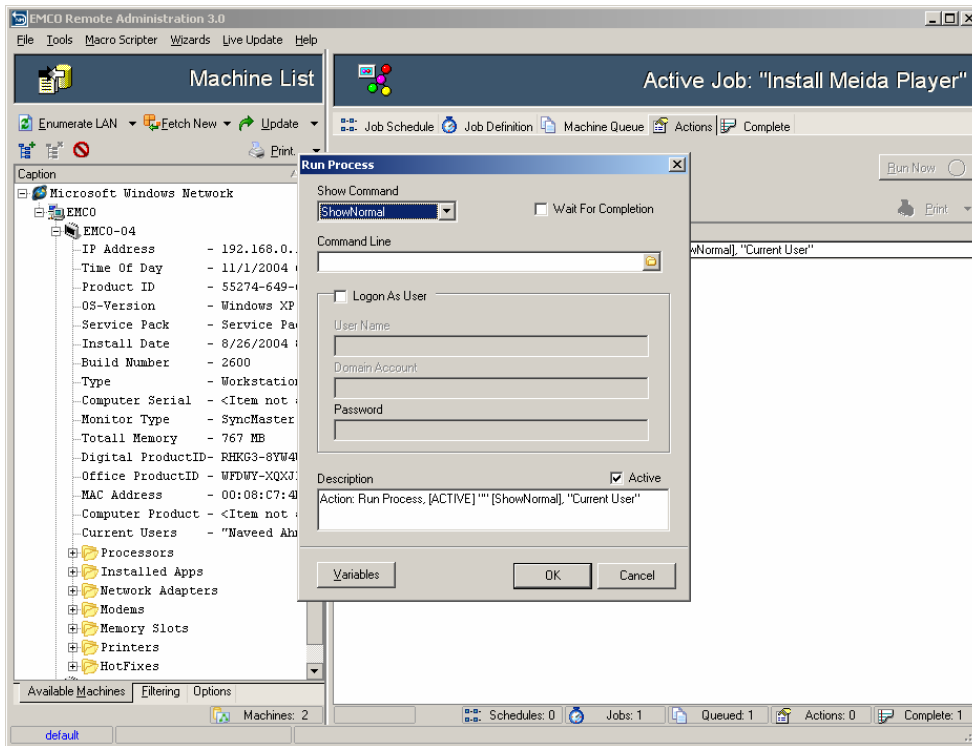 EMCO Remote Administration 3.0
File Tools Macro Scripter Wizards Live Update Help
Machine List
Active Job: "Install Meida Player"
Enumerate LAN Fetch New Update
Job Schedule Job Definition Machine Queue Actions Complete
Print
Run Now
Print
Caption
Microsoft Windows Network
EMCO
EMCO-04
IP Address - 192.168.0.
Time Of Day - 11/1/2004
Product ID - 55274-649-
OS-Version - Windows XP
Service Pack - Service Pa
Install Date - 8/26/2004
Build Number - 2600
Type - Workstation
Computer Serial - <Item not
Monitor Type - SyncMaster
Totall Memory - 767 MB
Digital ProductID- RHKG3-8YW4
Office ProductID - WFDWY-XQXJ
MAC Address - 00:08:C7:4
Computer Product - <Item not
Current Users - "Naveed Ah
Processors
Installed Apps
Network Adapters
Modems
Memory Slots
Printers
HotFixes
Available Machines Filtering Options
Machines: 2
default
Run Process
Show Command
ShowNormal
Wait For Completion
Command Line
Logon As User
User Name
Domain Account
Password
Description
Active
Action: Run Process, [ACTIVE] "" [ShowNormal], "Current User"
Variables OK Cancel
wNormal], "Current User"
Schedules: 0 Jobs: 1 Queued: 1 Actions: 0 Complete: 1